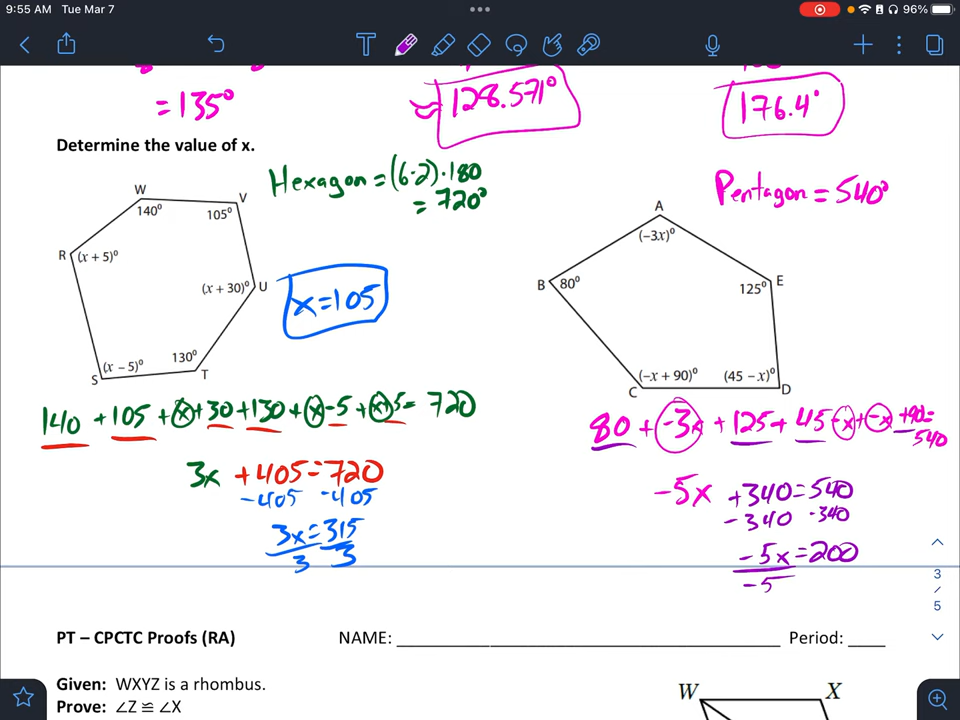 9:55 AM Tue Mar 7
96%
T
= 135°
≈ 128.571°
176.4°
Determine the value of x.
Hexagon = (6-2)·180
= 720°
Pentagon = 540°
W
140°
V
105°
R
(x + 5)°
(x + 30)°
U
(x – 5)°
S
130°
T
x=105
A
(–3x)°
B
80°
125°
E
(–x + 90)°
C
(45 – x)°
D
140 +105 +x+30 +130 +x-5 +x+5 = 720
3x +405=720
-405 -405
3x=315
3 3
80 + -3x + 125+ 45 -x + -x +90=
540
-5x +340=540
-340 -340
-5x=200
-5
3
/
5
PT – CPCTC Proofs (RA) NAME: ____________ Period: ____
Given: WXYZ is a rhombus.
Prove: ∠Z ≌ ∠X
W
X